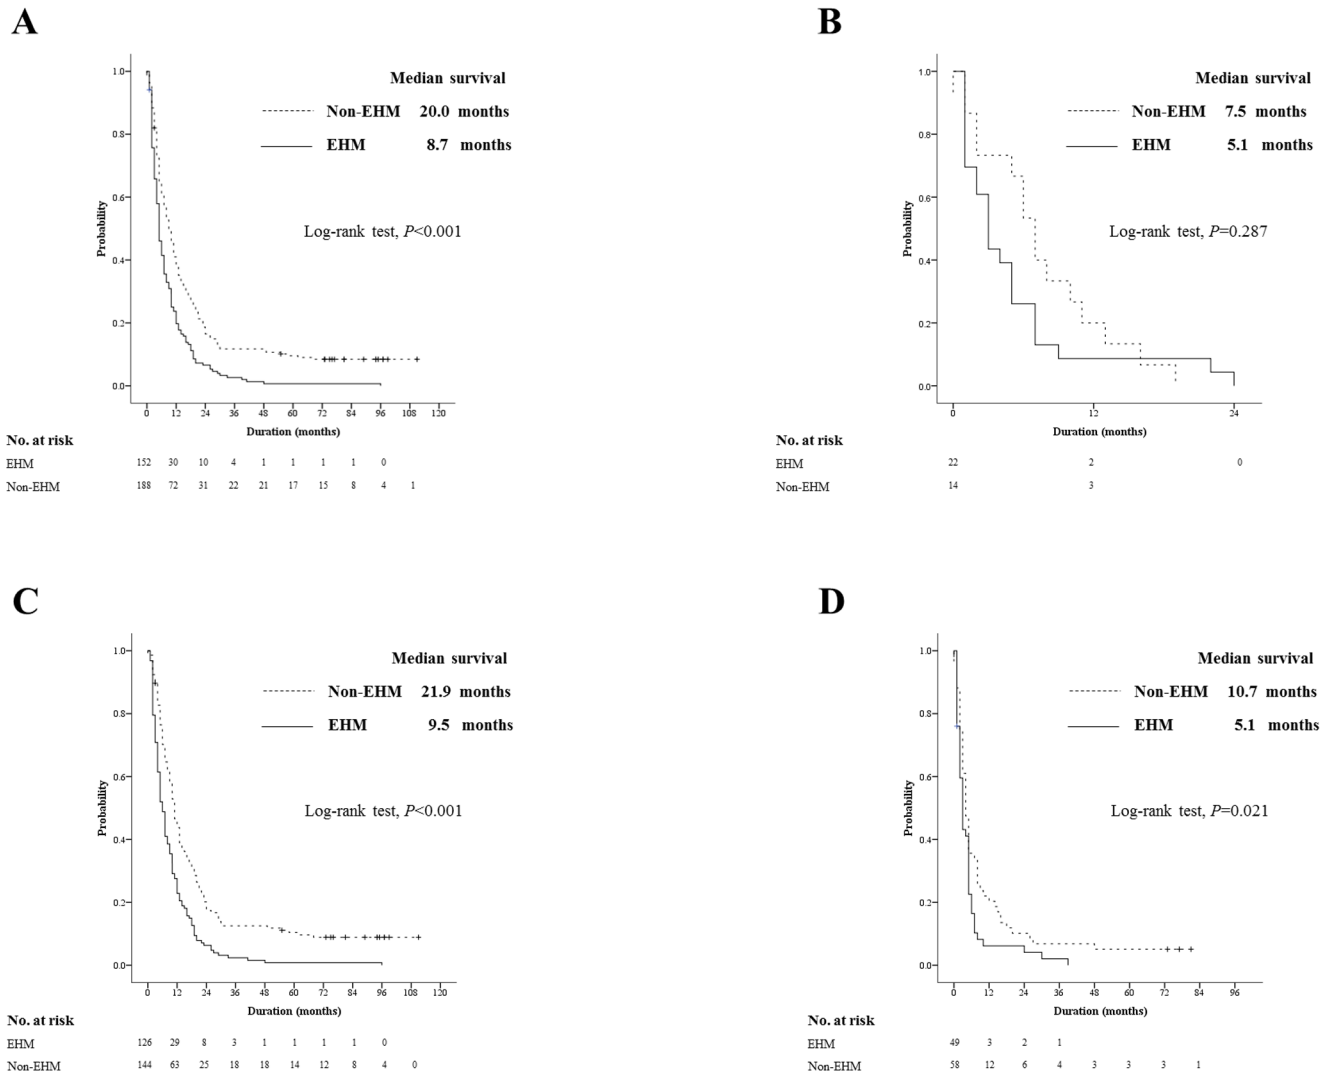 A
Median survival
Non-EHM 20.0 months
EHM 8.7 months
Log-rank test, P<0.001
Probability
1.0
0.8
0.6
0.4
0.2
0.0
0 12 24 36 48 60 72 84 96 108 120
Duration (months)
No. at risk
EHM 152 30 10 4 1 1 1 1 0
Non-EHM 188 72 31 22 21 17 15 8 4 1
B
Median survival
Non-EHM 7.5 months
EHM 5.1 months
Log-rank test, P=0.287
Probability
1.0
0.8
0.6
0.4
0.2
0.0
0 12 24
Duration (months)
No. at risk
EHM 22 2 0
Non-EHM 14 3
C
Median survival
Non-EHM 21.9 months
EHM 9.5 months
Log-rank test, P<0.001
Probability
1.0
0.8
0.6
0.4
0.2
0.0
0 12 24 36 48 60 72 84 96 108 120
Duration (months)
No. at risk
EHM 126 29 8 3 1 1 1 1 0
Non-EHM 144 63 25 18 18 14 12 8 4 0
D
Median survival
Non-EHM 10.7 months
EHM 5.1 months
Log-rank test, P=0.021
Probability
1.0
0.8
0.6
0.4
0.2
0.0
0 12 24 36 48 60 72 84 96
Duration (months)
No. at risk
EHM 49 3 2 1
Non-EHM 58 12 6 4 3 3 3 1